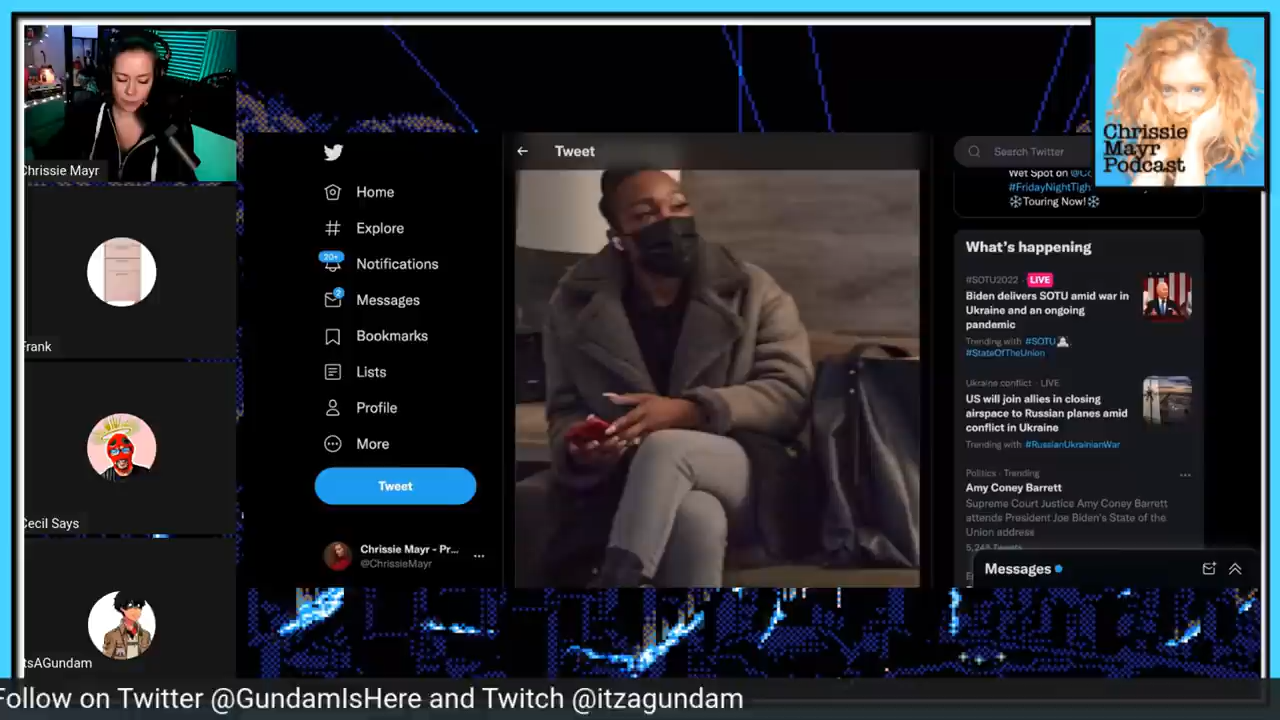 Chrissie Mayr
Frank
Cecil Says
tsAGundam
Home
Explore
20+
Notifications
2
Messages
Bookmarks
Lists
Profile
More
Tweet
Chrissie Mayr - Pr...
@ChrissieMayr
Tweet
Search Twitter
Wet Spot on @C
#FridayNightTigh
❄Touring Now!❄
What's happening
#SOTU2022 · LIVE
Biden delivers SOTU amid war in
Ukraine and an ongoing
pandemic
Trending with #SOTU
#StateOfTheUnion
Ukraine conflict · LIVE
US will join allies in closing
airspace to Russian planes amid
conflict in Ukraine
Trending with #RussianUkrainianWar
Politics · Trending
Amy Coney Barrett
Supreme Court Justice Amy Coney Barrett
attends President Joe Biden's State of the
Union address
Messages
Chrissie
Mayr
Podcast
Follow on Twitter @GundamIsHere and Twitch @itzagundam